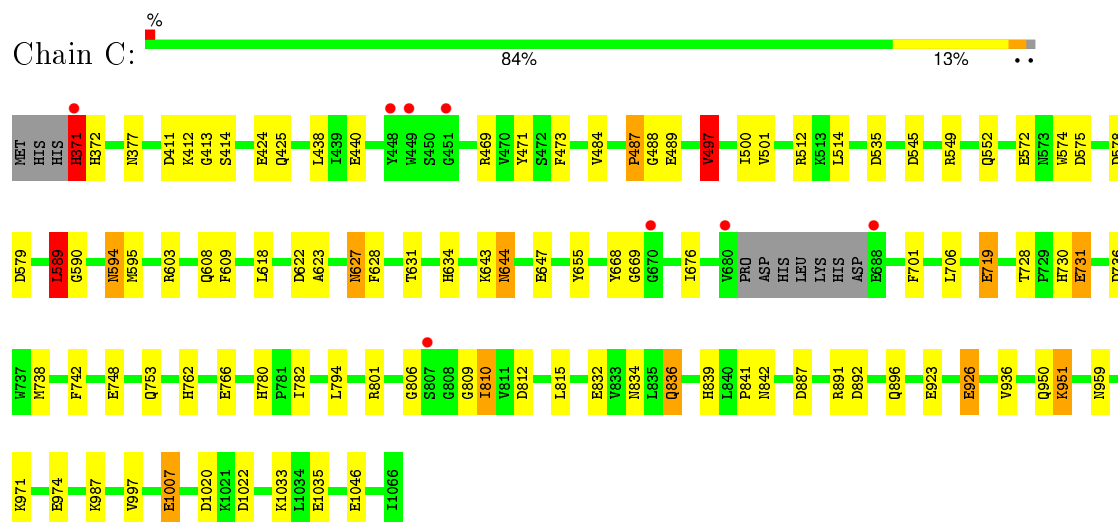 %
Chain C:
84% 13% • •
MET HIS HIS H371 H372 N377 D411 K412 G413 S414 E424 Q425 L438 I439 E440 Y448 W449 S450 G451 R469 V470 Y471 S472 F473 V484 P487 G488 E489 V497 I500 V501 R512 K513 L514 D535 D545 R549 Q552 E572 N573 W574 D575 D578
D579 L589 G590 N594 M595 R603 Q608 F609 L618 D622 A623 N627 F628 T631 H634 K643 N644 E647 Y655 Y668 G669 G670 I676 V680 PRO ASP HIS LEU LYS HIS ASP E688 F701 L706 E719 T728 P729 H730 E731 D736
W737 M738 F742 E748 Q753 H762 E766 H780 P781 I782 L794 R801 G806 S807 G808 G809 I810 V811 D812 L815 E832 V833 N834 L835 Q836 H839 L840 P841 N842 D887 R891 D892 Q896 E923 E926 V936 Q950 K951 N959
K971 E974 K987 V997 E1007 D1020 K1021 D1022 K1033 L1034 E1035 E1046 I1066